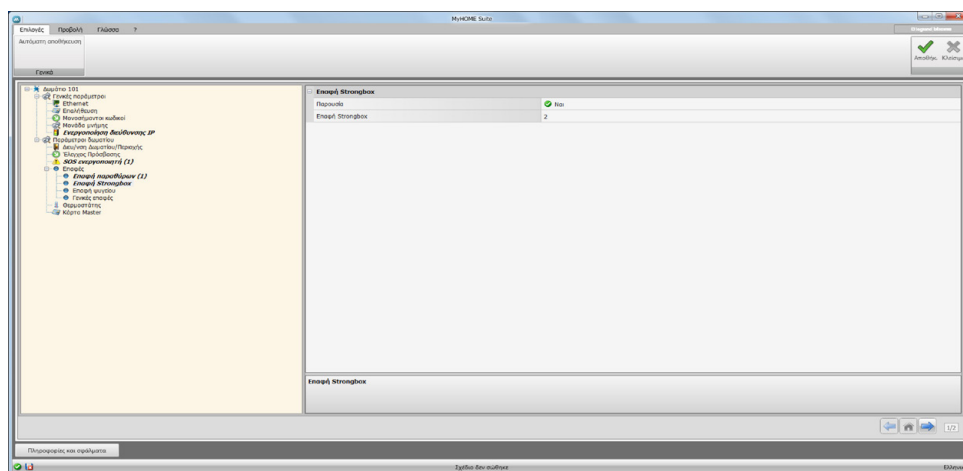 MyHOME Suite
Επιλογές Προβολή Γλώσσα ?
Αυτόματη αποθήκευση
Αποθήκ. Κλείσιμο
Γενικά
Δωμάτιο 101
Γενικές παράμετροι
Ethernet
Επαλήθευση
Μονοσήμαντοι κωδικοί
Μονάδα μνήμης
Ενεργοποίηση διεύθυνσης IP
Παράμετροι δωματίου
Διευ/νση Δωματίου/Περιοχής
Έλεγχος Πρόσβασης
SOS ενεργοποιητή (1)
Επαφές
Επαφή παραθύρων (1)
Επαφή Strongbox
Επαφή ψυγείου
Γενικές επαφές
Θερμοστάτης
Κάρτα Master
Επαφή Strongbox
Παρουσία Ναι
Επαφή Strongbox 2
Επαφή Strongbox
1/2
Πληροφορίες και σφάλματα
Σχέδιο δεν σώθηκε